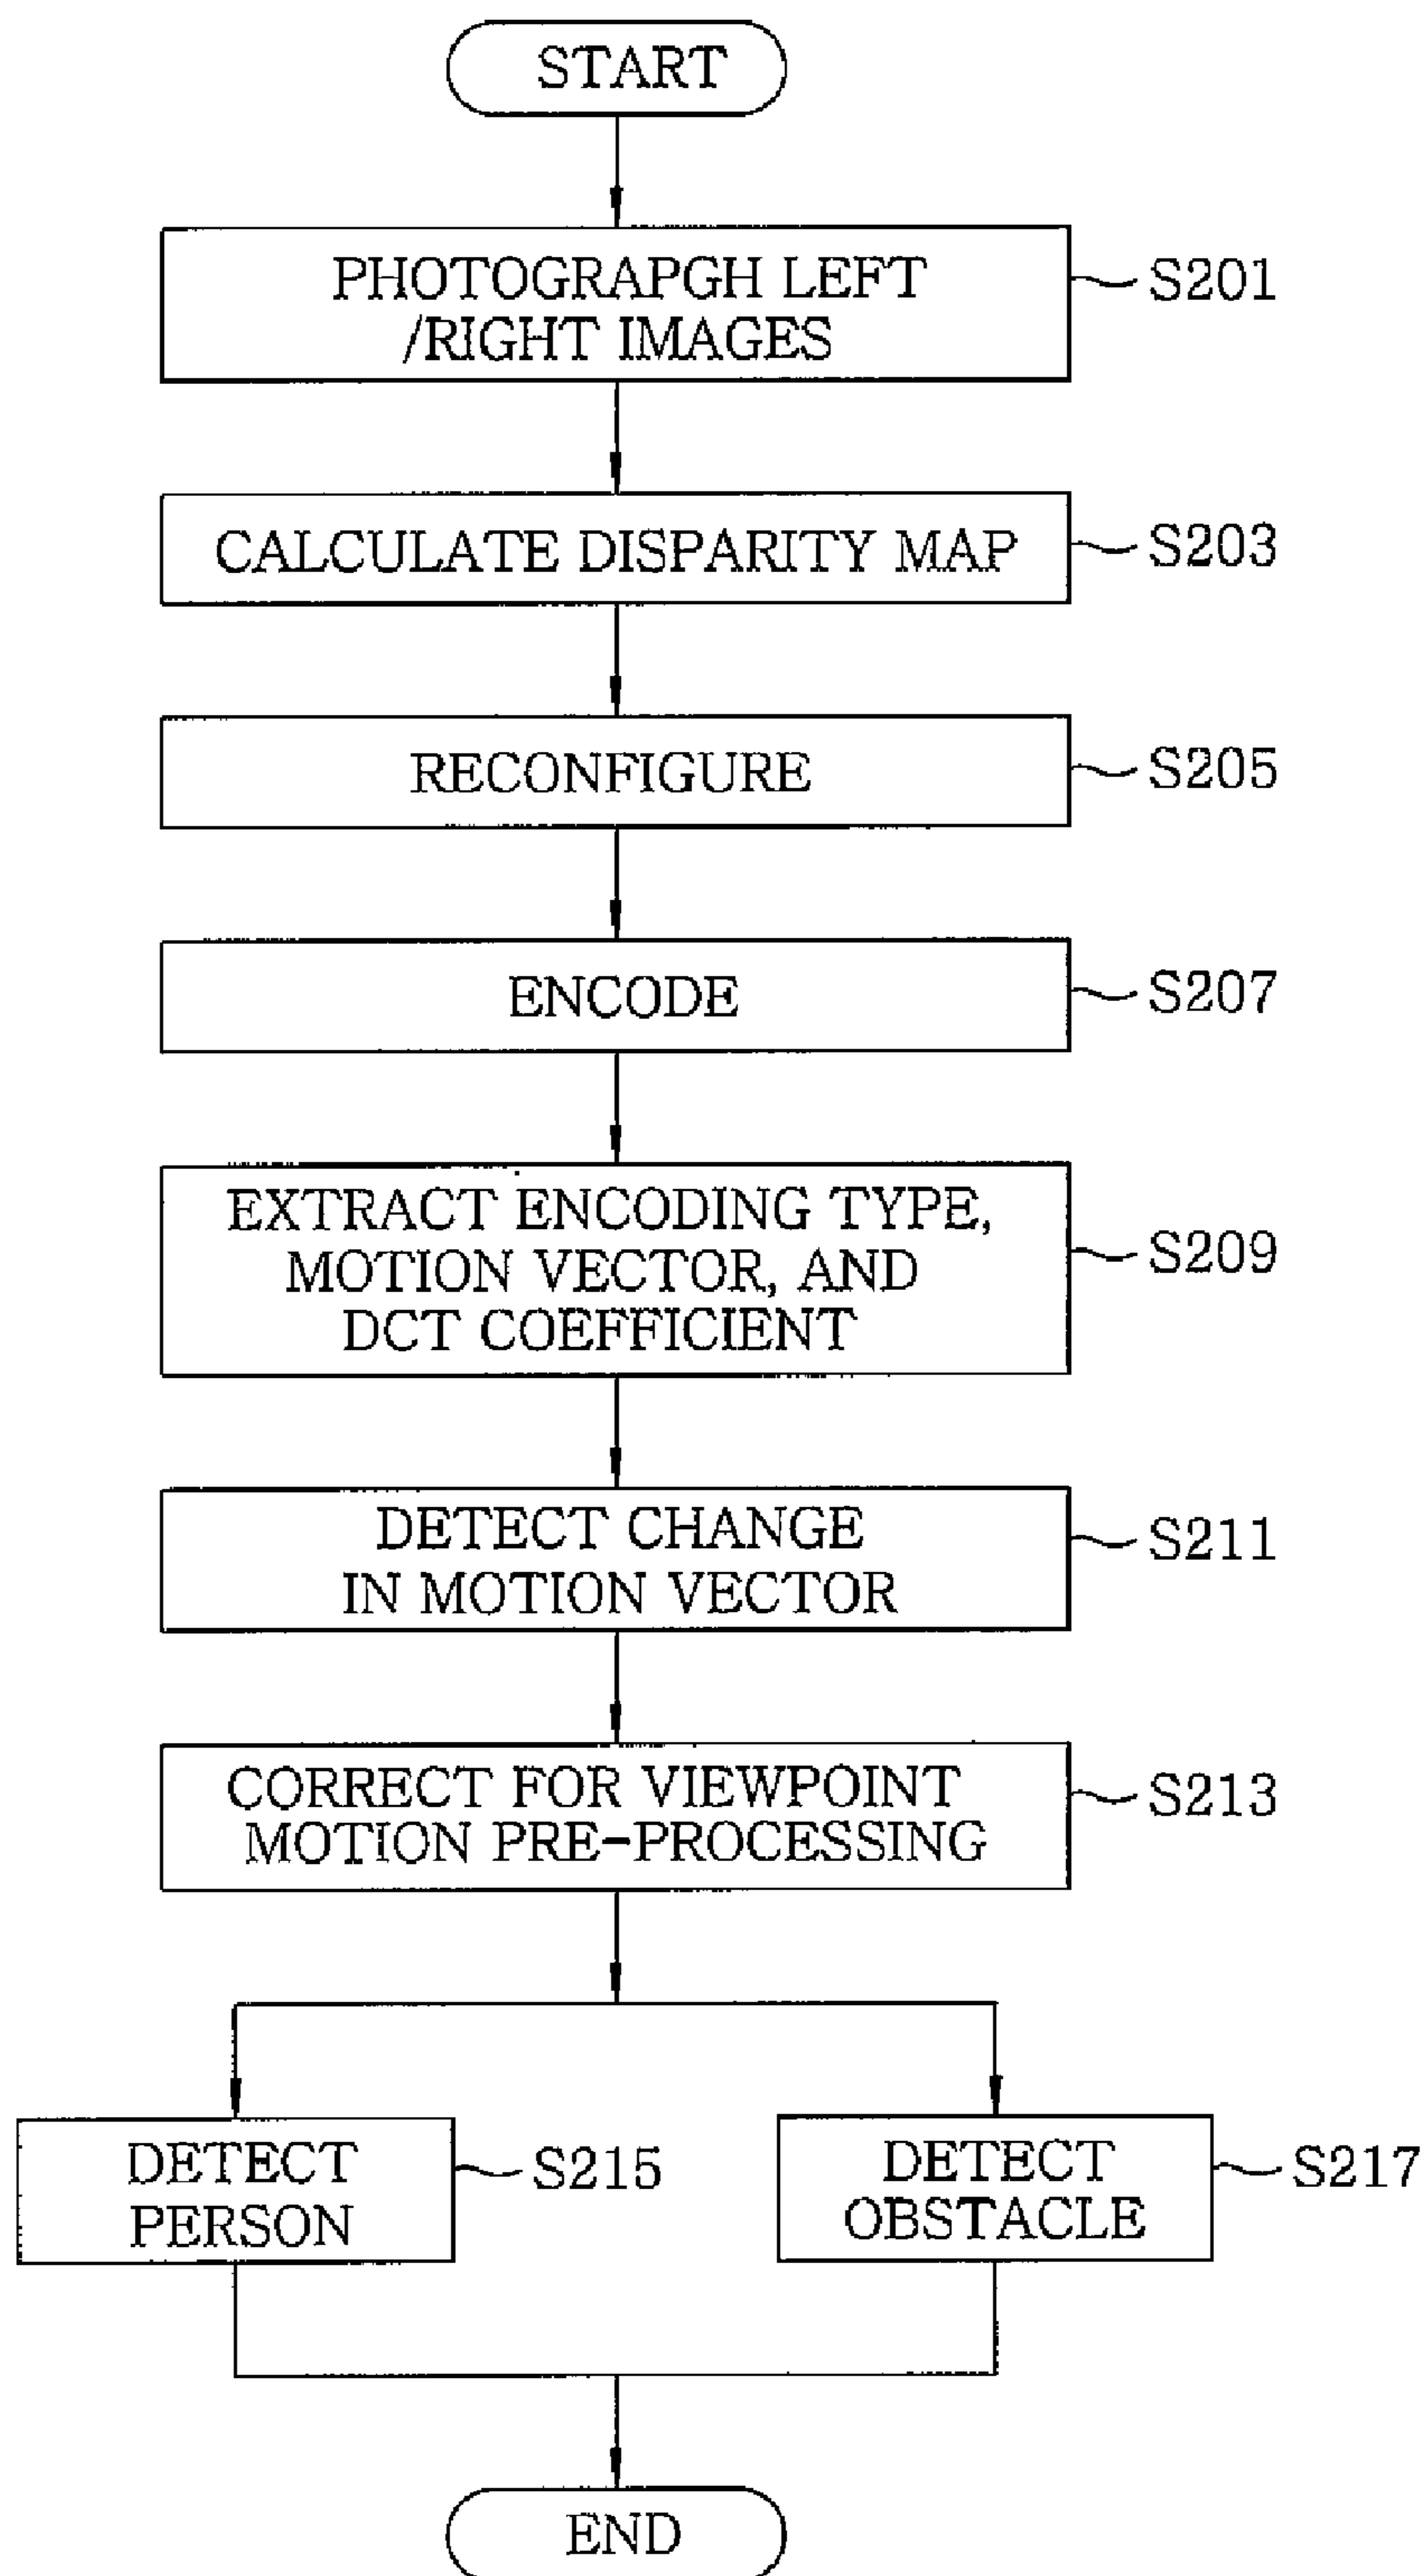 START
PHOTOGRAPGH LEFT
/RIGHT IMAGES
S201
CALCULATE DISPARITY MAP
S203
RECONFIGURE
S205
ENCODE
S207
EXTRACT ENCODING TYPE,
MOTION VECTOR, AND
DCT COEFFICIENT
S209
DETECT CHANGE
IN MOTION VECTOR
S211
CORRECT FOR VIEWPOINT
MOTION PRE-PROCESSING
S213
DETECT
PERSON
S215
DETECT
OBSTACLE
S217
END